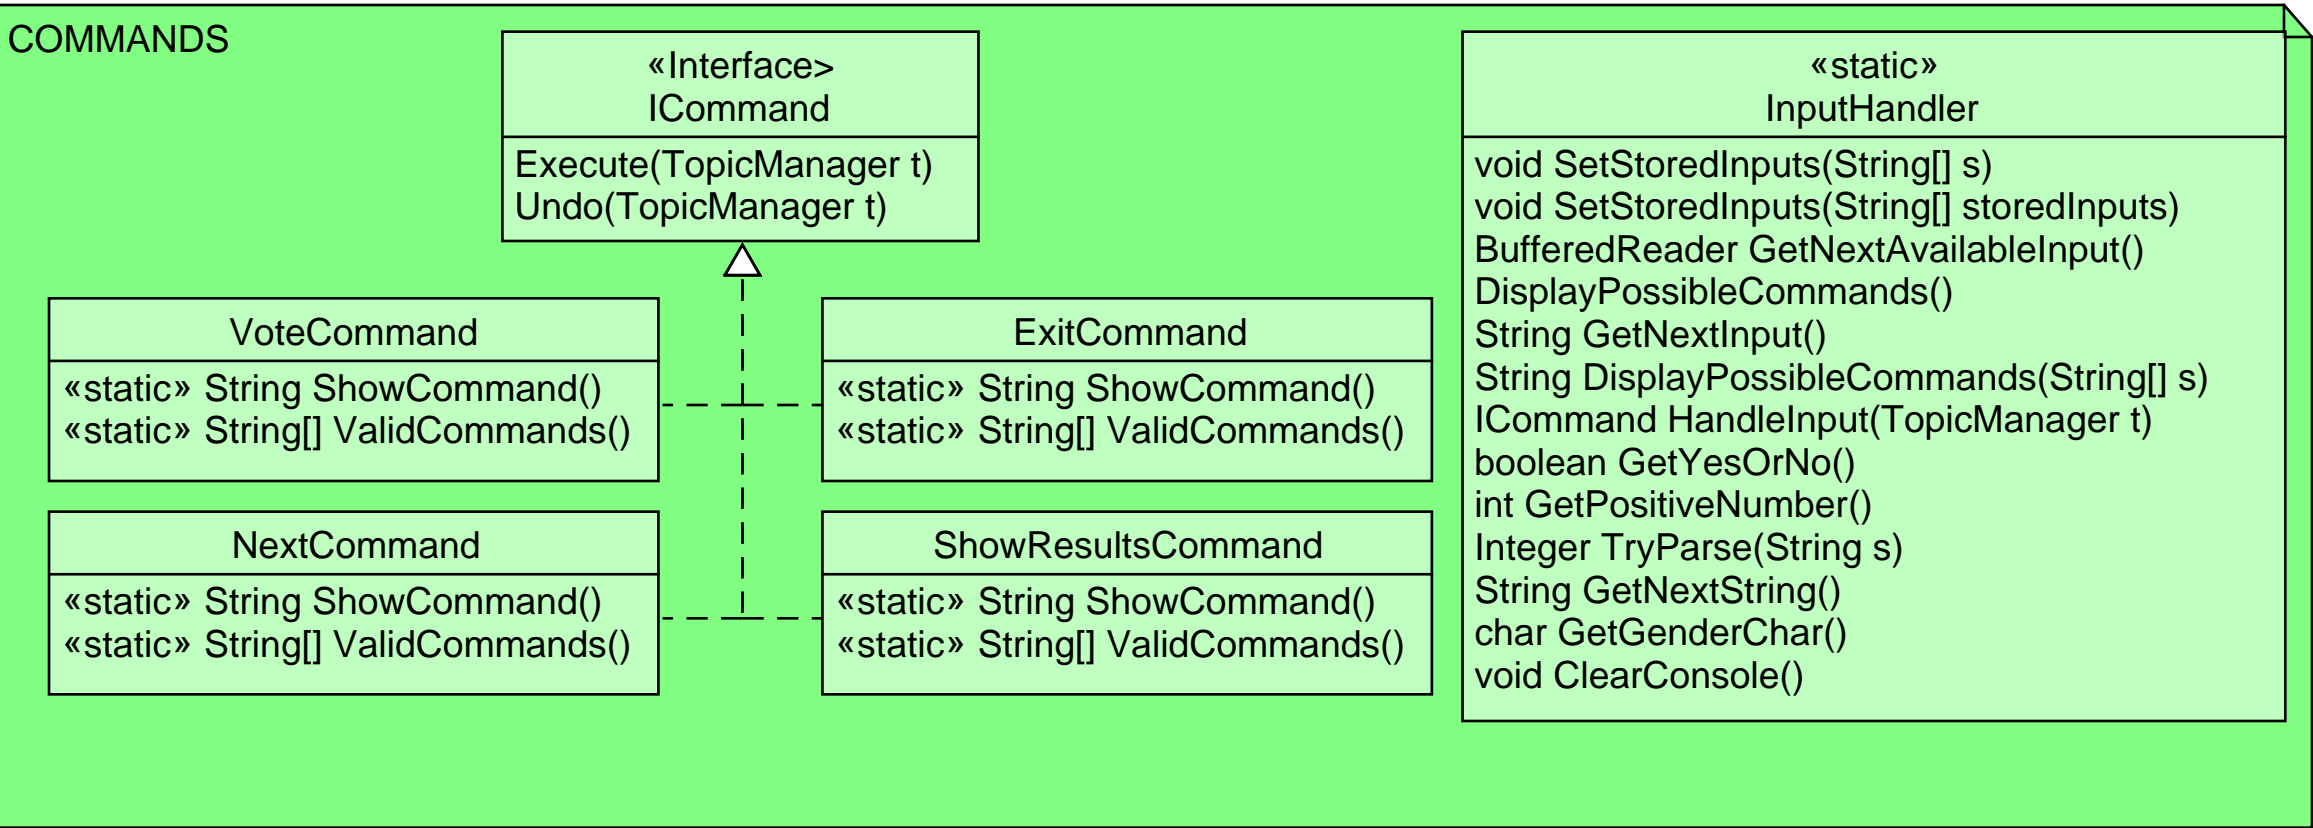 COMMANDS
«Interface>
ICommand
Execute(TopicManager t)
Undo(TopicManager t)
VoteCommand
«static» String ShowCommand()
«static» String[] ValidCommands()
ExitCommand
«static» String ShowCommand()
«static» String[] ValidCommands()
NextCommand
«static» String ShowCommand()
«static» String[] ValidCommands()
ShowResultsCommand
«static» String ShowCommand()
«static» String[] ValidCommands()
«static»
InputHandler
void SetStoredInputs(String[] s)
void SetStoredInputs(String[] storedInputs)
BufferedReader GetNextAvailableInput()
DisplayPossibleCommands()
String GetNextInput()
String DisplayPossibleCommands(String[] s)
ICommand HandleInput(TopicManager t)
boolean GetYesOrNo()
int GetPositiveNumber()
Integer TryParse(String s)
String GetNextString()
char GetGenderChar()
void ClearConsole()